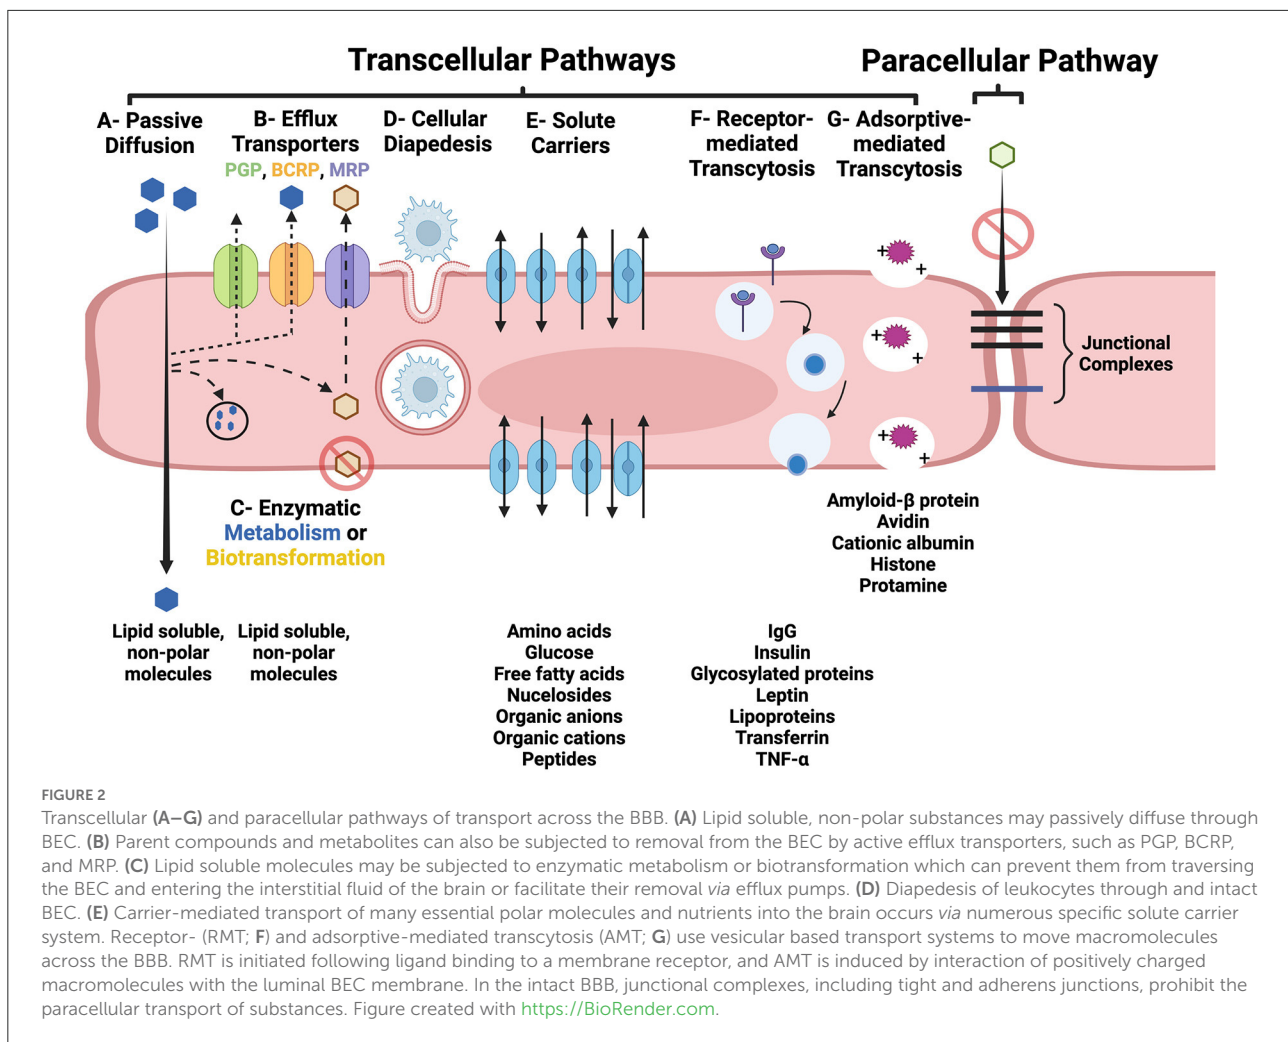 Transcellular Pathways
Paracellular Pathway
A- Passive
Diffusion
B- Efflux
Transporters
PGP, BCRP, MRP
D- Cellular
Diapedesis
E- Solute
Carriers
F- Receptor-
mediated
Transcytosis
G- Adsorptive-
mediated
Transcytosis
+
+
+
+
+
+
Junctional
Complexes
C- Enzymatic
Metabolism or
Biotransformation
Amyloid-β protein
Avidin
Cationic albumin
Histone
Protamine
Lipid soluble,
non-polar
molecules
Lipid soluble,
non-polar
molecules
Amino acids
Glucose
Free fatty acids
Nucelosides
Organic anions
Organic cations
Peptides
IgG
Insulin
Glycosylated proteins
Leptin
Lipoproteins
Transferrin
TNF-α
FIGURE 2
Transcellular (A–G) and paracellular pathways of transport across the BBB. (A) Lipid soluble, non-polar substances may passively diffuse through
BEC. (B) Parent compounds and metabolites can also be subjected to removal from the BEC by active efflux transporters, such as PGP, BCRP,
and MRP. (C) Lipid soluble molecules may be subjected to enzymatic metabolism or biotransformation which can prevent them from traversing
the BEC and entering the interstitial fluid of the brain or facilitate their removal via efflux pumps. (D) Diapedesis of leukocytes through and intact
BEC. (E) Carrier-mediated transport of many essential polar molecules and nutrients into the brain occurs via numerous specific solute carrier
system. Receptor- (RMT; F) and adsorptive-mediated transcytosis (AMT; G) use vesicular based transport systems to move macromolecules
across the BBB. RMT is initiated following ligand binding to a membrane receptor, and AMT is induced by interaction of positively charged
macromolecules with the luminal BEC membrane. In the intact BBB, junctional complexes, including tight and adherens junctions, prohibit the
paracellular transport of substances. Figure created with https://BioRender.com.